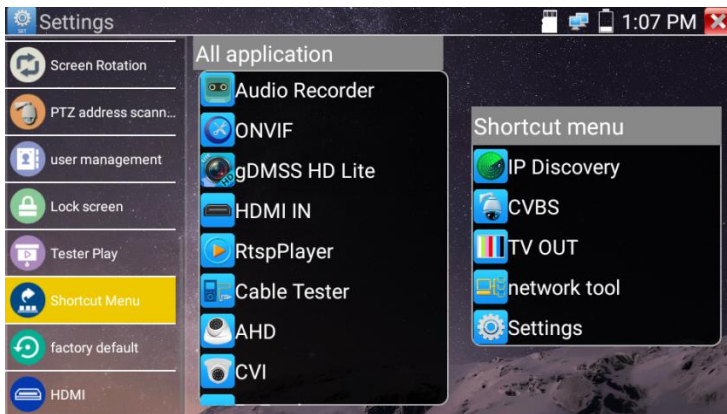 Settings
1:07 PM
SET
Screen Rotation
PTZ address scann...
user management
Lock screen
Tester Play
Shortcut Menu
factory default
HDMI
All application
Audio Recorder
ONVIF
gDMSS HD Lite
HDMI IN
RtspPlayer
Cable Tester
AHD
CVI
Shortcut menu
IP Discovery
CVBS
TV OUT
network tool
Settings